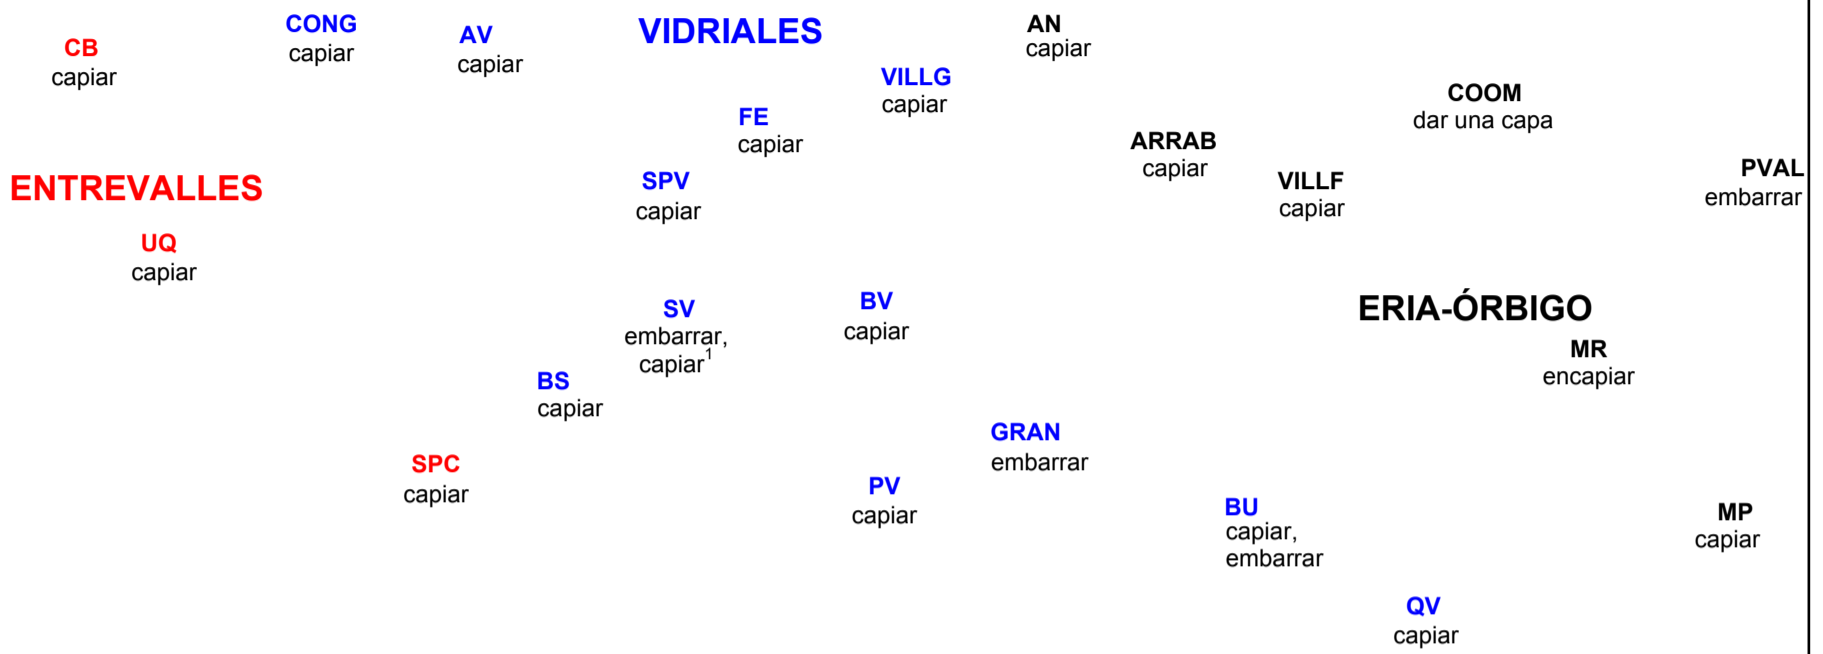 CONG
capiar
AV
capiar
VIDRIALES
AN
capiar
CB
capiar
VILLG
capiar
COOM
dar una capa
FE
capiar
ARRAB
capiar
PVAL
embarrar
ENTREVALLES
SPV
capiar
VILLF
capiar
UQ
capiar
SV
embarrar,
capiar¹
BV
capiar
ERIA-ÓRBIGO
MR
encapiar
BS
capiar
GRAN
embarrar
SPC
capiar
PV
capiar
BU
capiar,
embarrar
MP
capiar
QV
capiar